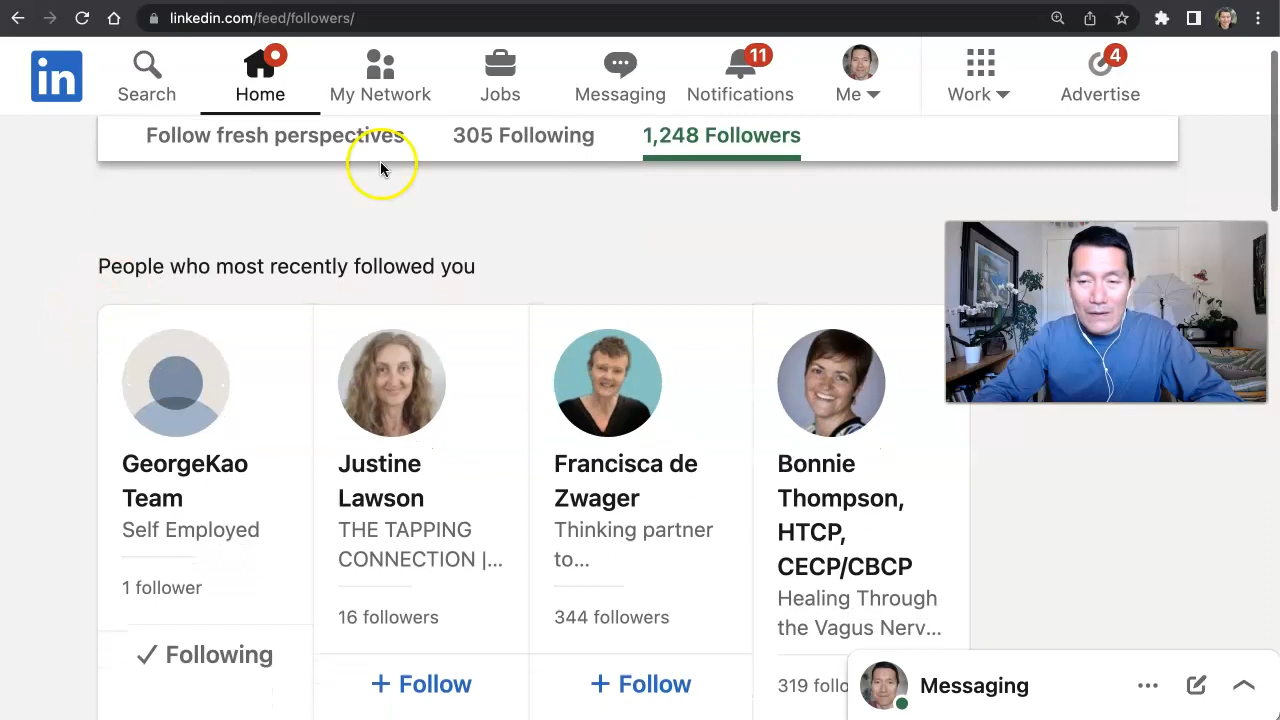 linkedin.com/feed/followers/
in
Search
Home
My Network
Jobs
Messaging
11
Notifications
Me
Work
4
Advertise
Follow fresh perspectives
305 Following
1,248 Followers
People who most recently followed you
GeorgeKao
Team
Self Employed
1 follower
✓ Following
Justine
Lawson
THE TAPPING
CONNECTION |...
16 followers
+ Follow
Francisca de
Zwager
Thinking partner
to...
344 followers
+ Follow
Bonnie
Thompson,
HTCP,
CECP/CBCP
Healing Through
the Vagus Nerv...
319 follo
Messaging